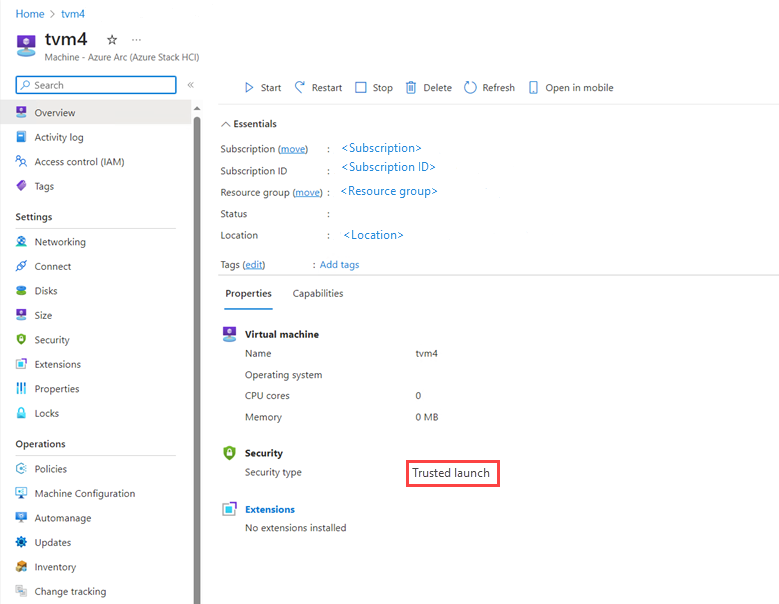 Home > tvm4
tvm4 ☆ ...
Machine - Azure Arc (Azure Stack HCI)
Search «
Overview
Activity log
Access control (IAM)
Tags
Settings
Networking
Connect
Disks
Size
Security
Extensions
Properties
Locks
Operations
Policies
Machine Configuration
Automanage
Updates
Inventory
Change tracking
Start Restart Stop Delete Refresh Open in mobile
Essentials
Subscription (move) : <Subscription>
Subscription ID : <Subscription ID>
Resource group (move) : <Resource group>
Status :
Location : <Location>
Tags (edit) : Add tags
Properties Capabilities
Virtual machine
Name tvm4
Operating system
CPU cores 0
Memory 0 MB
Security
Security type Trusted launch
Extensions
No extensions installed